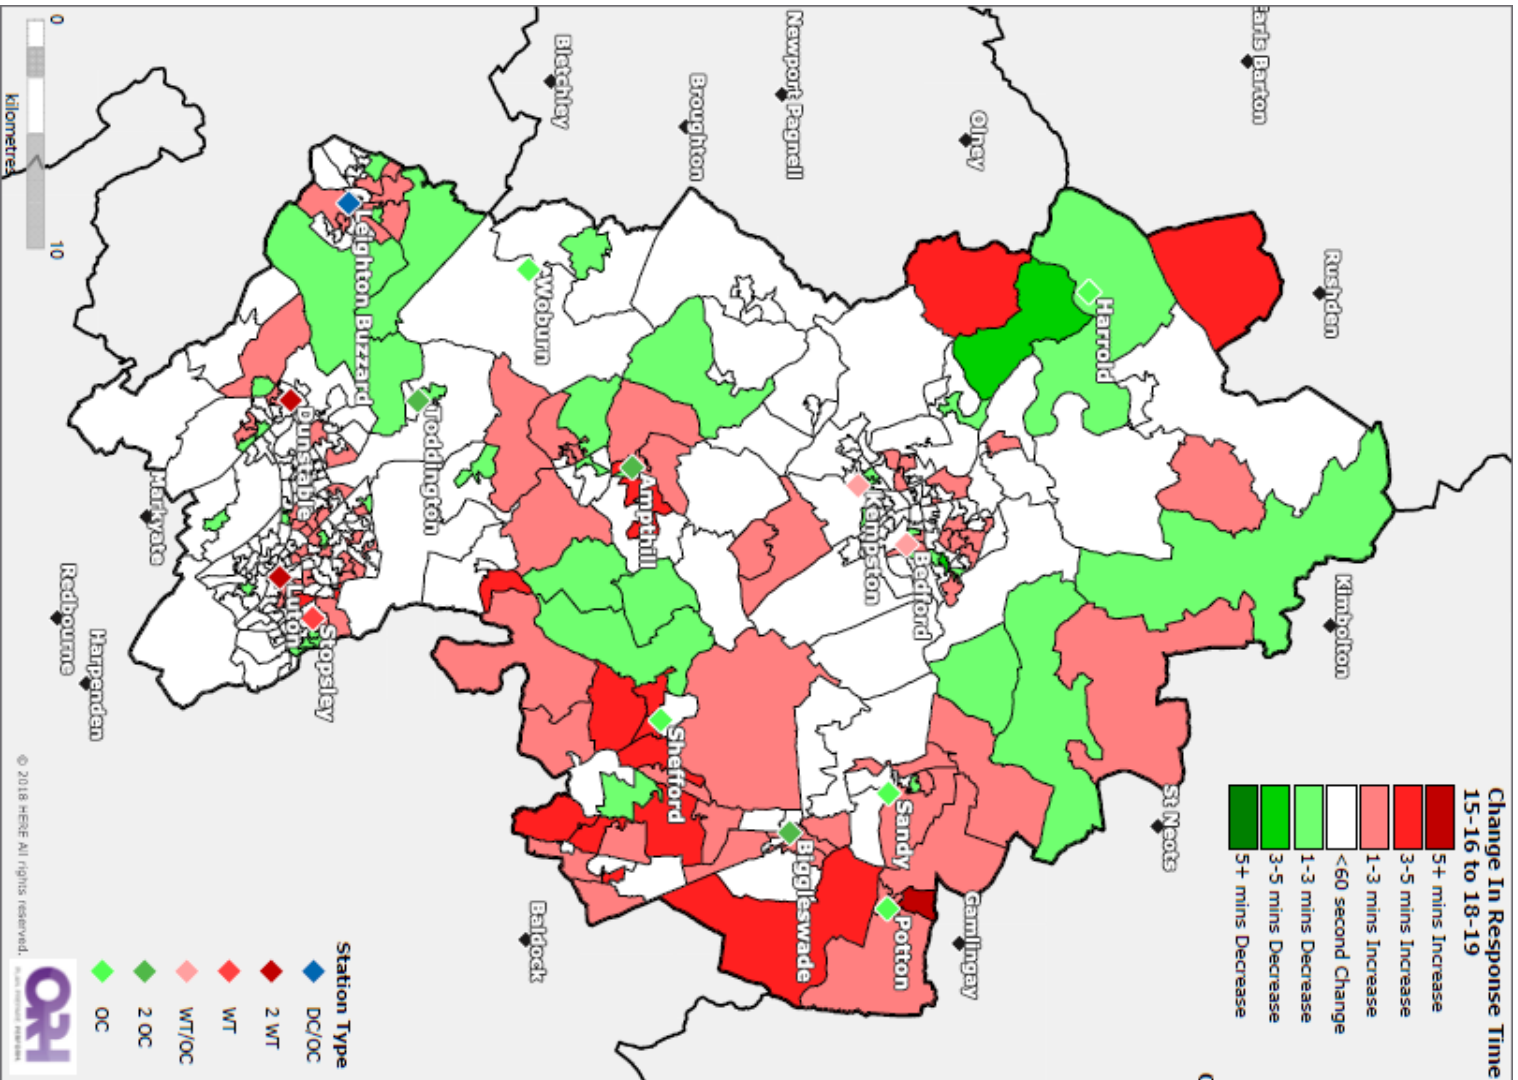 Change In Response Time
15-16 to 18-19
5+ mins Increase
3-5 mins Increase
1-3 mins Increase
<60 second Change
1-3 mins Decrease
3-5 mins Decrease
5+ mins Decrease
Earls Barton
Rushden
Kimbolton
St Neots
Olney
Harrold
Newport Pagnell
Broughton
Bletchley
Kempston
Bedford
Sandy
Potton
Gamlingay
Biggleswade
Woburn
Ampthill
Shefford
Baldock
Toddington
Leighton Buzzard
Dunstable
Luton
Stopsley
Markyate
Redbourne
Harpenden
Station Type
DC/OC
2 WT
WT
WT/OC
2 OC
OC
0
10
kilometres
© 2018 HERE All rights reserved.
ORH